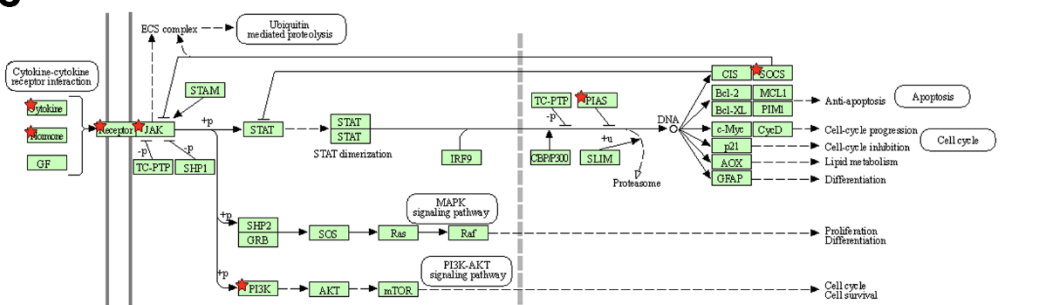 ECS complex
Ubiquitin
mediated proteolysis
Cytokine-cytokine
receptor interaction
Cytokine
Hormone
GF
Receptor
JAK
STAM
+p
-p
-p
TC-PTP
SHP1
STAT
STAT
STAT
STAT dimerization
IRF9
TC-PTP
PIAS
-p
+u
CBP/P300
SLIM
Proteasome
DNA
CIS
SOCS
Bcl-2
MCL1
Bcl-XL
PIM1
c-Myc
CycD
p21
AOX
GFAP
Anti-apoptosis
Apoptosis
Cell-cycle progression
Cell-cycle inhibition
Cell cycle
Lipid metabolism
Differentiation
+p
SHP2
GRB
SOS
Ras
Raf
MAPK
signaling pathway
Proliferation
Differentiation
+p
PI3K
AKT
mTOR
PI3K-AKT
signaling pathway
Cell cycle
Cell survival